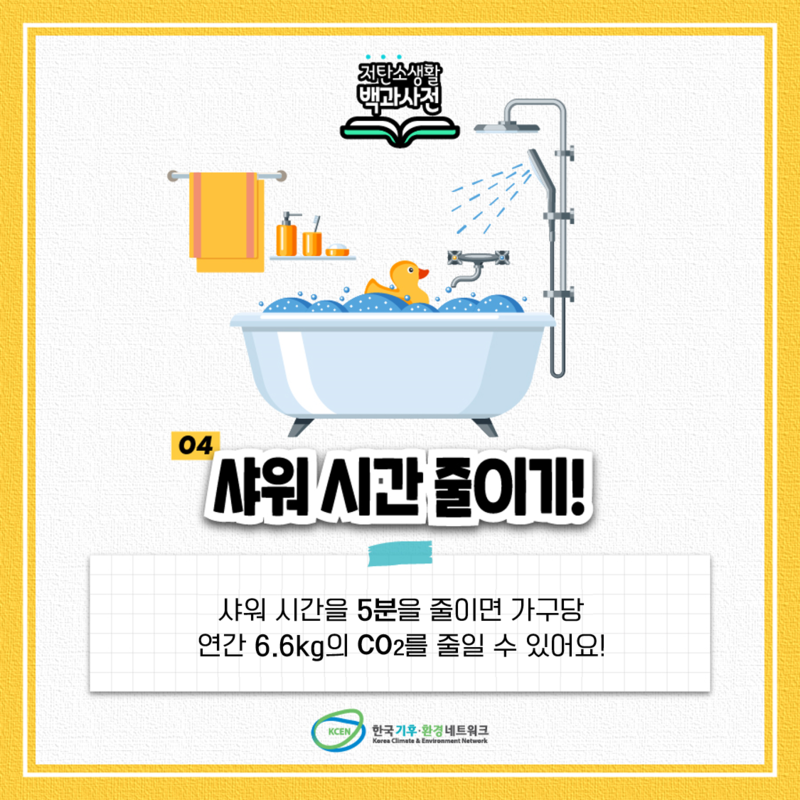 저탄소생활
백과사전
04
샤워 시간 줄이기!
샤워 시간을 5분을 줄이면 가구당
연간 6.6kg의 CO2를 줄일 수 있어요!
KCEN
한국기후·환경네트워크
Korea Climate & Environment Network